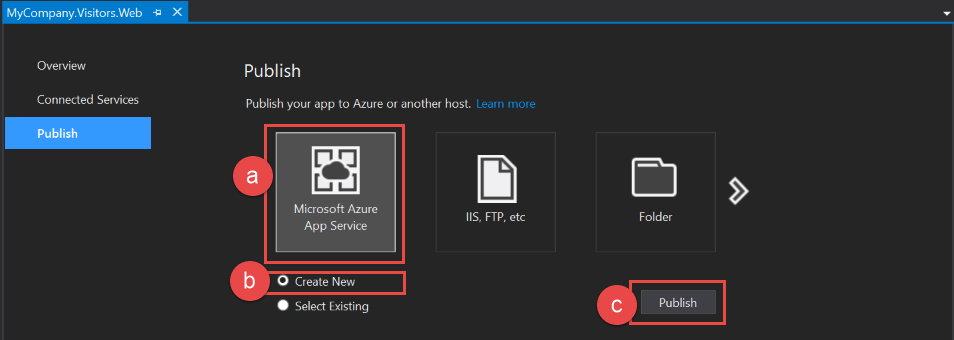 MyCompany.Visitors.Web
Overview
Connected Services
Publish
Publish
Publish your app to Azure or another host. Learn more
a
Microsoft Azure
App Service
IIS, FTP, etc
Folder
b
Create New
Select Existing
c
Publish